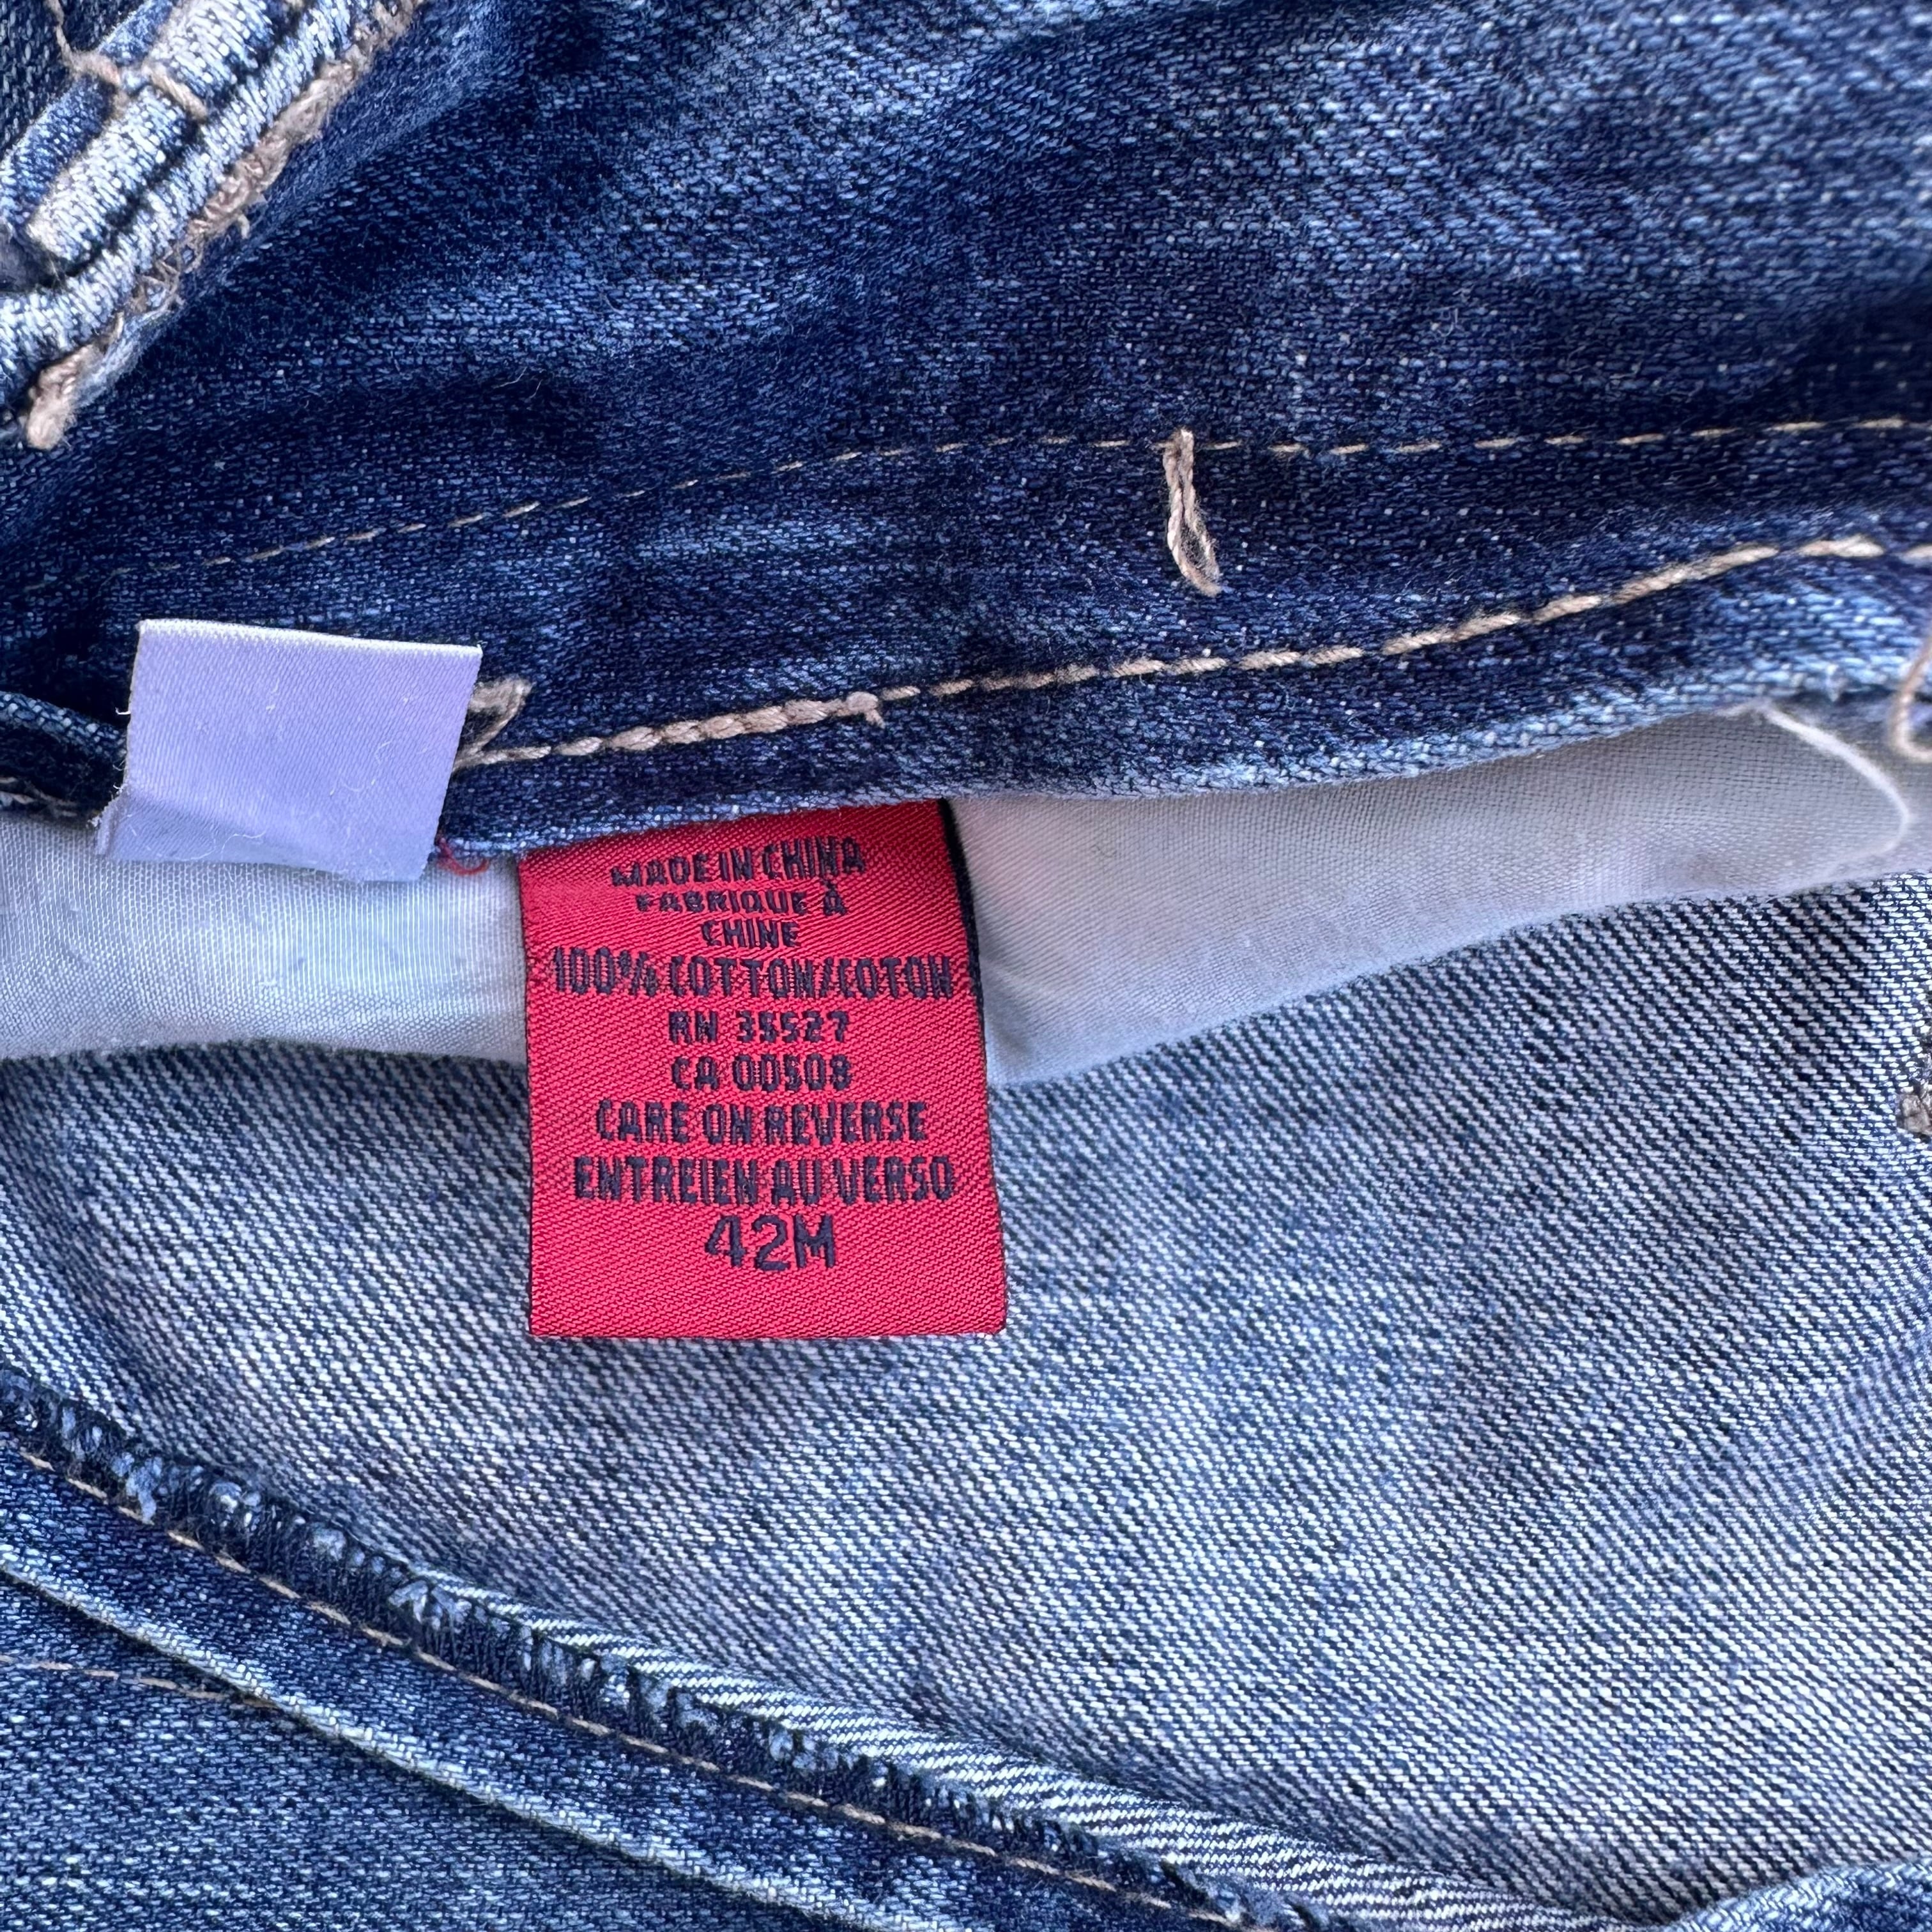 MADE IN CHINA
FABRIQUE À
CHINE
100% COTTON/COTON
RN 35527
CA 00508
CARE ON REVERSE
ENTREIEN AU VERSO
42M